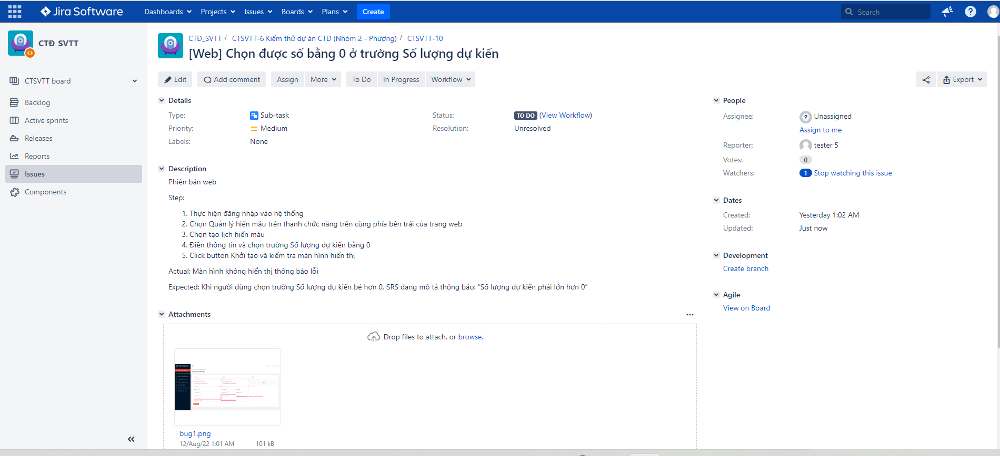 Jira Software
Dashboards
Projects
Issues
Boards
Plans
Create
Search
CTĐ_SVTT
CTSVTT board
Backlog
Active sprints
Releases
Reports
Issues
Components
CTĐ_SVTT / CTSVTT-6 Kiểm thử dự án CTĐ (Nhóm 2 - Phượng) / CTSVTT-10
[Web] Chọn được số bằng 0 ở trường Số lượng dự kiến
Edit
Add comment
Assign
More
To Do
In Progress
Workflow
Export
Details
Type: Sub-task
Status: TO DO (View Workflow)
Priority: Medium
Resolution: Unresolved
Labels: None
Description
Phiên bản web
Step:
1. Thực hiện đăng nhập vào hệ thống
2. Chọn Quản lý hiến máu trên thanh chức năng trên cùng phía bên trái của trang web
3. Chọn tạo lịch hiến máu
4. Điền thông tin và chọn trường Số lượng dự kiến bằng 0
5. Click button Khởi tạo và kiểm tra màn hình hiển thị
Actual: Màn hình không hiển thị thông báo lỗi
Expected: Khi người dùng chọn trường Số lượng dự kiến bé hơn 0, SRS đang mô tả thông báo: “Số lượng dự kiến phải lớn hơn 0”
Attachments
Drop files to attach, or browse.
bug1.png
12/Aug/22 1:01 AM 101 kB
People
Assignee: Unassigned
Assign to me
Reporter: tester 5
Votes: 0
Watchers: 1 Stop watching this issue
Dates
Created: Yesterday 1:02 AM
Updated: Just now
Development
Create branch
Agile
View on Board